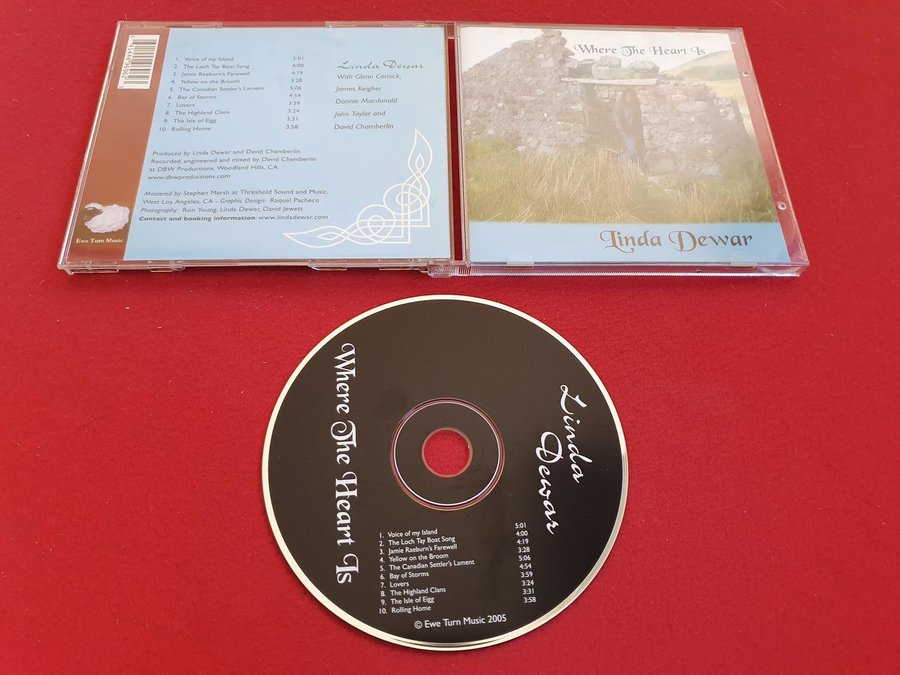 1. Voice of my Island 5:01
2. The Loch Tay Boat Song 4:00
3. Jamie Raeburn's Farewell 4:19
4. Yellow on the Broom 3:28
5. The Canadian Settler's Lament 5:06
6. Bay of Storms 4:54
7. Lovers 3:59
8. The Highland Clans 3:24
9. The Isle of Eigg 3:31
10. Rolling Home 3:58
Linda Dewar
With Glenn Cornick,
James Keigher
Donnie Macdonald
John Taylor and
David Chamberlin
Produced by Linda Dewar and David Chamberlin
Recorded, engineered and mixed by David Chamberlin
at DBW Productions, Woodland Hills, CA
www.dbwproductions.com
Mastered by Stephen Marsh at Threshold Sound and Music,
West Los Angeles, CA - Graphic Design: Raquel Pacheco
Photography: Ron Young, Linda Dewar, David Jewett
Contact and booking information: www.lindadewar.com
Ewe Turn Music
Where The Heart Is
Linda Dewar
Where The Heart Is
Linda
Dewar
1. Voice of my Island 5:01
2. The Loch Tay Boat Song 4:00
3. Jamie Raeburn's Farewell 4:19
4. Yellow on the Broom 3:28
5. The Canadian Settler's Lament 5:06
6. Bay of Storms 4:54
7. Lovers 3:59
8. The Highland Clans 3:24
9. The Isle of Eigg 3:31
10. Rolling Home 3:58
© Ewe Turn Music 2005